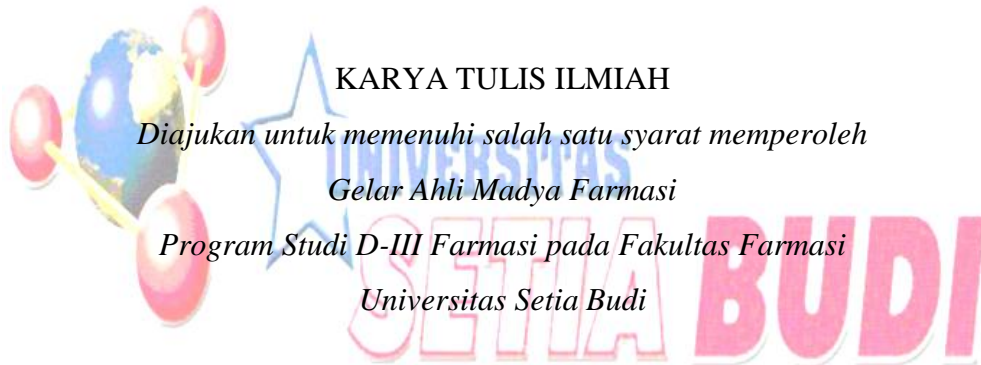 KARYA TULIS ILMIAH
Diajukan untuk memenuhi salah satu syarat memperoleh
UNIVERSITAS
Gelar Ahli Madya Farmasi
Program Studi D-III Farmasi pada Fakultas Farmasi
SETIA BUDI
Universitas Setia Budi